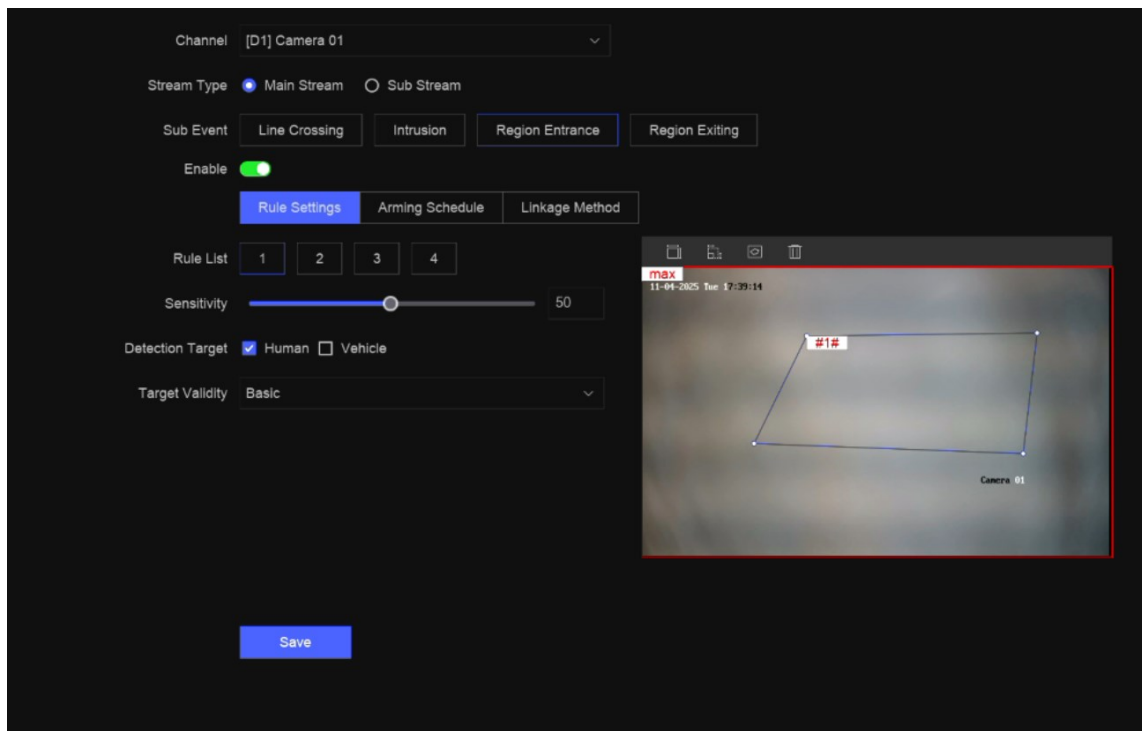 Channel [D1] Camera 01
Stream Type Main Stream Sub Stream
Sub Event Line Crossing Intrusion Region Entrance Region Exiting
Enable
Rule Settings Arming Schedule Linkage Method
Rule List 1 2 3 4
max
11-04-2025 Tue 17:39:14
Sensitivity 50
#1#
Detection Target Human Vehicle
Target Validity Basic
Camera 01
Save